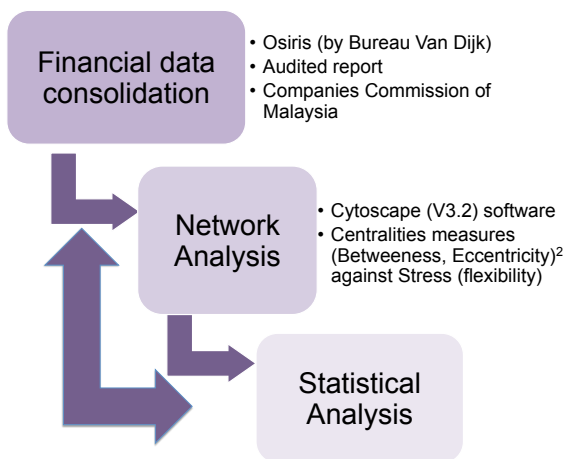 Financial data
consolidation
• Osiris (by Bureau Van Dijk)
• Audited report
• Companies Commission of
Malaysia
Network
Analysis
• Cytoscape (V3.2) software
• Centralities measures
(Betweeness, Eccentricity)²
against Stress (flexibility)
Statistical
Analysis